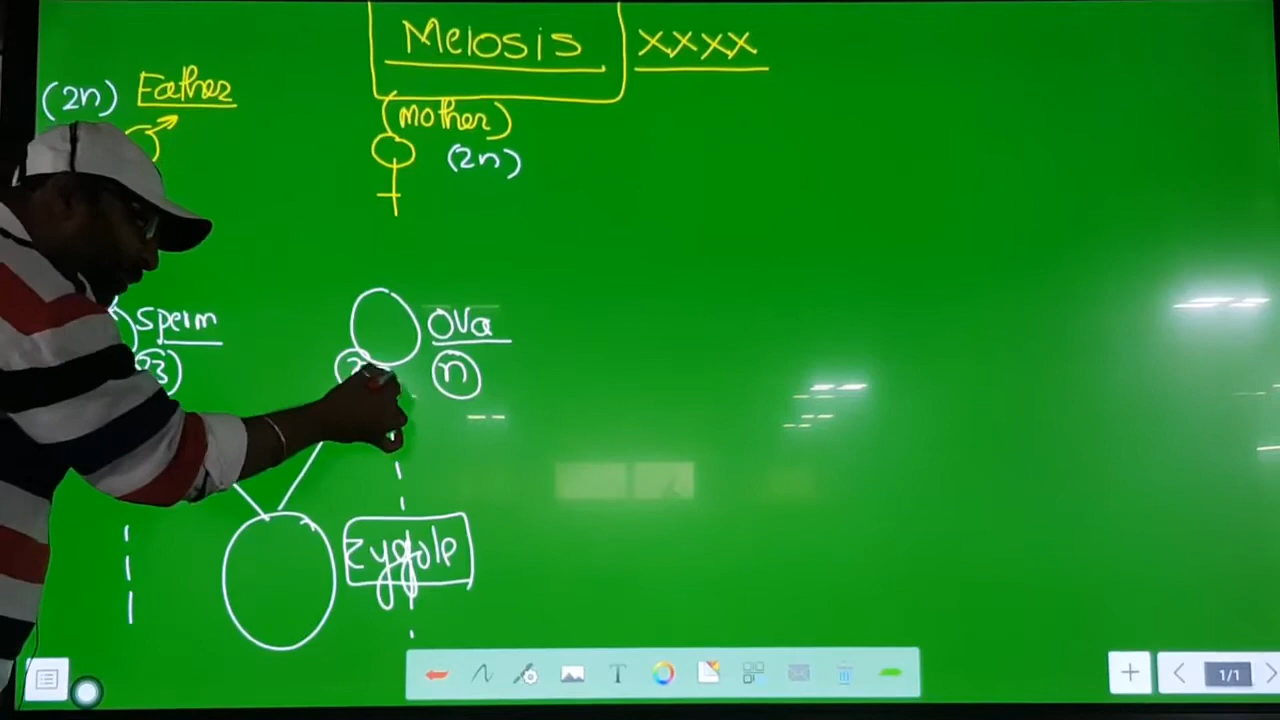 Meiosis xxxx
(2n) Father
(mother)
(2n)
Sperm
Ova
n
Zygote
T
1/1